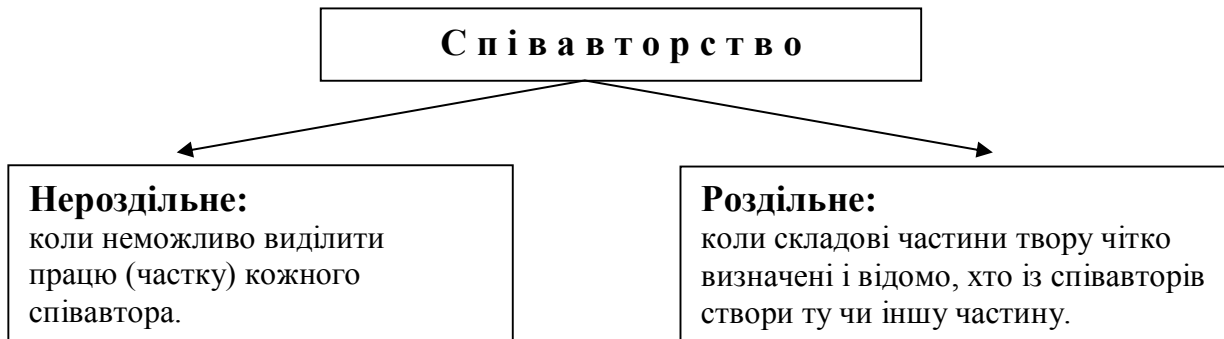 С п і в а в т о р с т в о
Нероздільне:
коли неможливо виділити
працю (частку) кожного
співавтора.
Роздільне:
коли складові частини твору чітко
визначені і відомо, хто із співавторів
створи ту чи іншу частину.